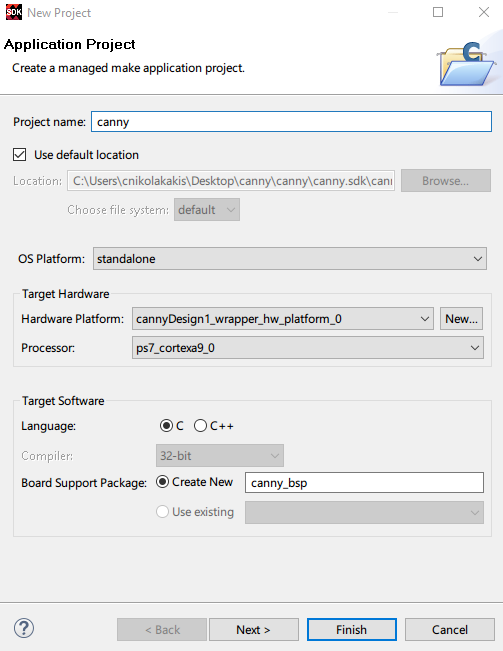 SDK New Project
Application Project
Create a managed make application project.
C
Project name: canny
Use default location
Location: C:\Users\cnikolakakis\Desktop\canny\canny\canny.sdk\cann Browse...
Choose file system: default
OS Platform: standalone
Target Hardware
Hardware Platform: cannyDesign1_wrapper_hw_platform_0 New...
Processor: ps7_cortexa9_0
Target Software
Language: C C++
Compiler: 32-bit
Board Support Package: Create New canny_bsp
Use existing
? < Back Next > Finish Cancel